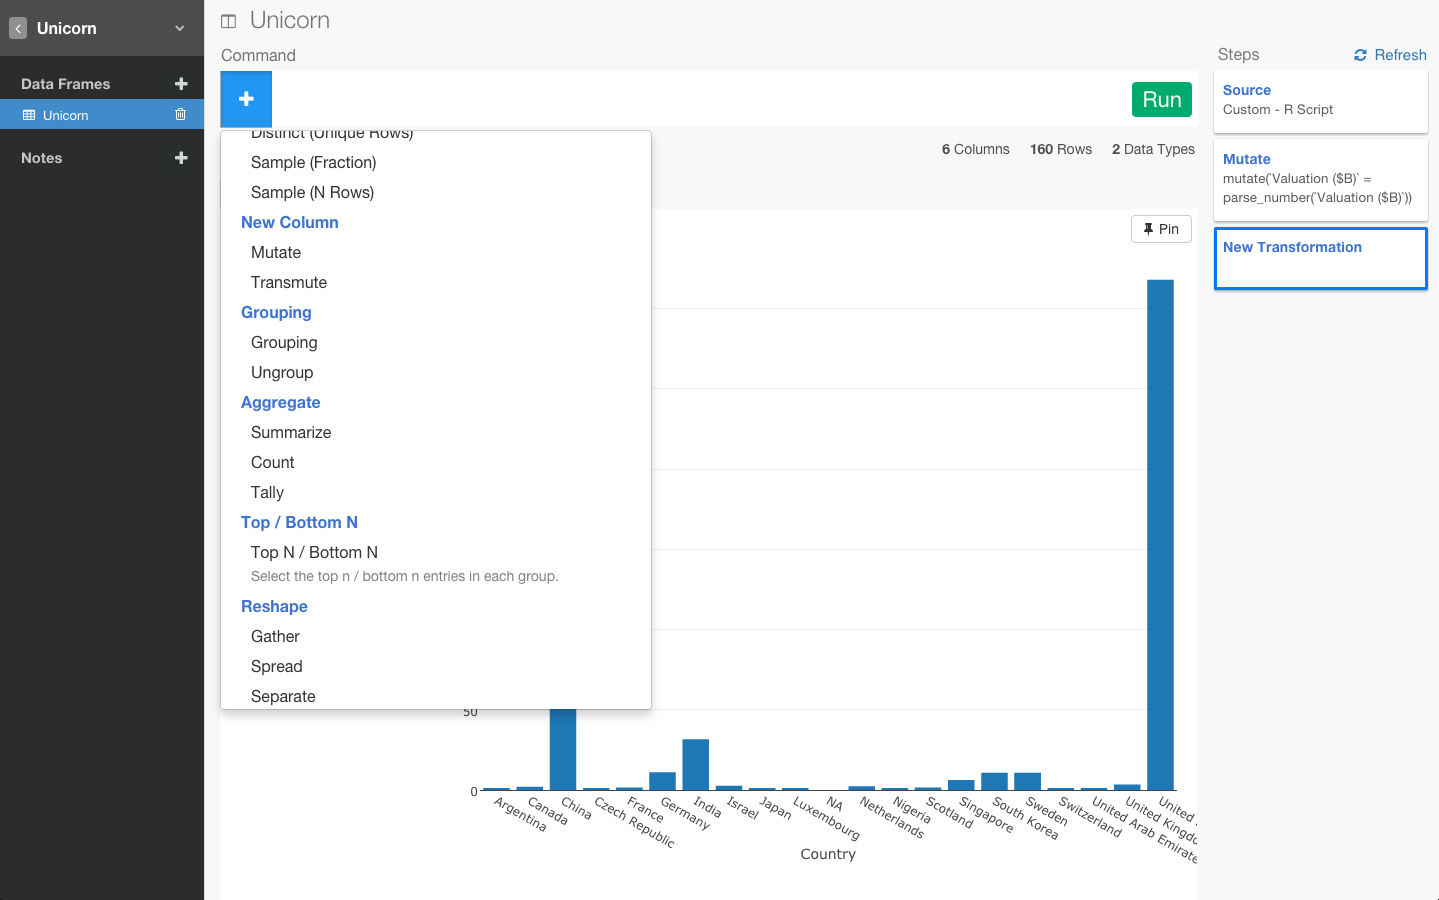 Unicorn
Data Frames
Unicorn
Notes
Unicorn
Command
Run
6 Columns 160 Rows 2 Data Types
Distinct (Unique Rows)
Sample (Fraction)
Sample (N Rows)
New Column
Mutate
Transmute
Grouping
Grouping
Ungroup
Aggregate
Summarize
Count
Tally
Top / Bottom N
Top N / Bottom N
Select the top n / bottom n entries in each group.
Reshape
Gather
Spread
Separate
Pin
50
0
Argentina
Canada
China
Czech Republic
France
Germany
India
Israel
Japan
Luxembourg
NA
Netherlands
Nigeria
Scotland
Singapore
South Korea
Sweden
Switzerland
United Arab Emirate
United Kingdo
United
Country
Steps
Refresh
Source
Custom - R Script
Mutate
mutate(`Valuation ($B)` =
parse_number(`Valuation ($B)`))
New Transformation